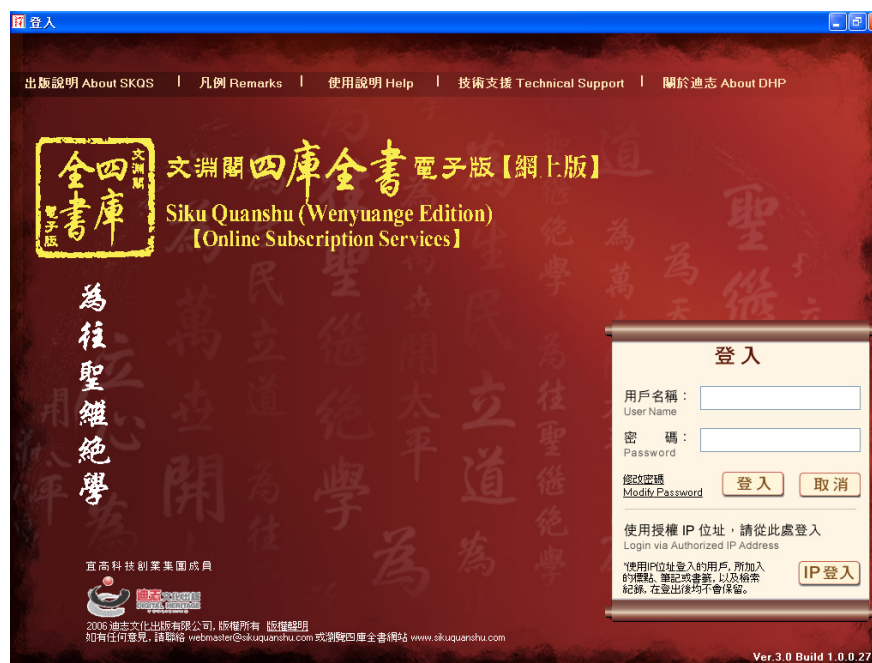 登入
出版說明 About SKQS | 凡例 Remarks | 使用說明 Help | 技術支援 Technical Support | 關於迪志 About DHP
文淵閣
四庫
全書
電子版
文淵閣四庫全書電子版【網上版】
Siku Quanshu (Wenyuange Edition)
【Online Subscription Services】
為往聖繼絕學
登入
用戶名稱：
User Name
密 碼：
Password
修改密碼
Modify Password
登入
取消
使用授權 IP 位址，請從此處登入
Login via Authorized IP Address
*使用IP位址登入的用戶, 所加入
的標點、筆記或書籤, 以及檢索
紀錄, 在登出後均不會保留。
IP登入
宜高科技創業集團成員
迪志文化出版
DIGITAL HERITAGE
2006 迪志文化出版有限公司, 版權所有 版權聲明
如有任何意見, 請聯絡 webmaster@sikuquanshu.com 或瀏覽四庫全書網站 www.sikuquanshu.com
Ver.3.0 Build 1.0.0.27